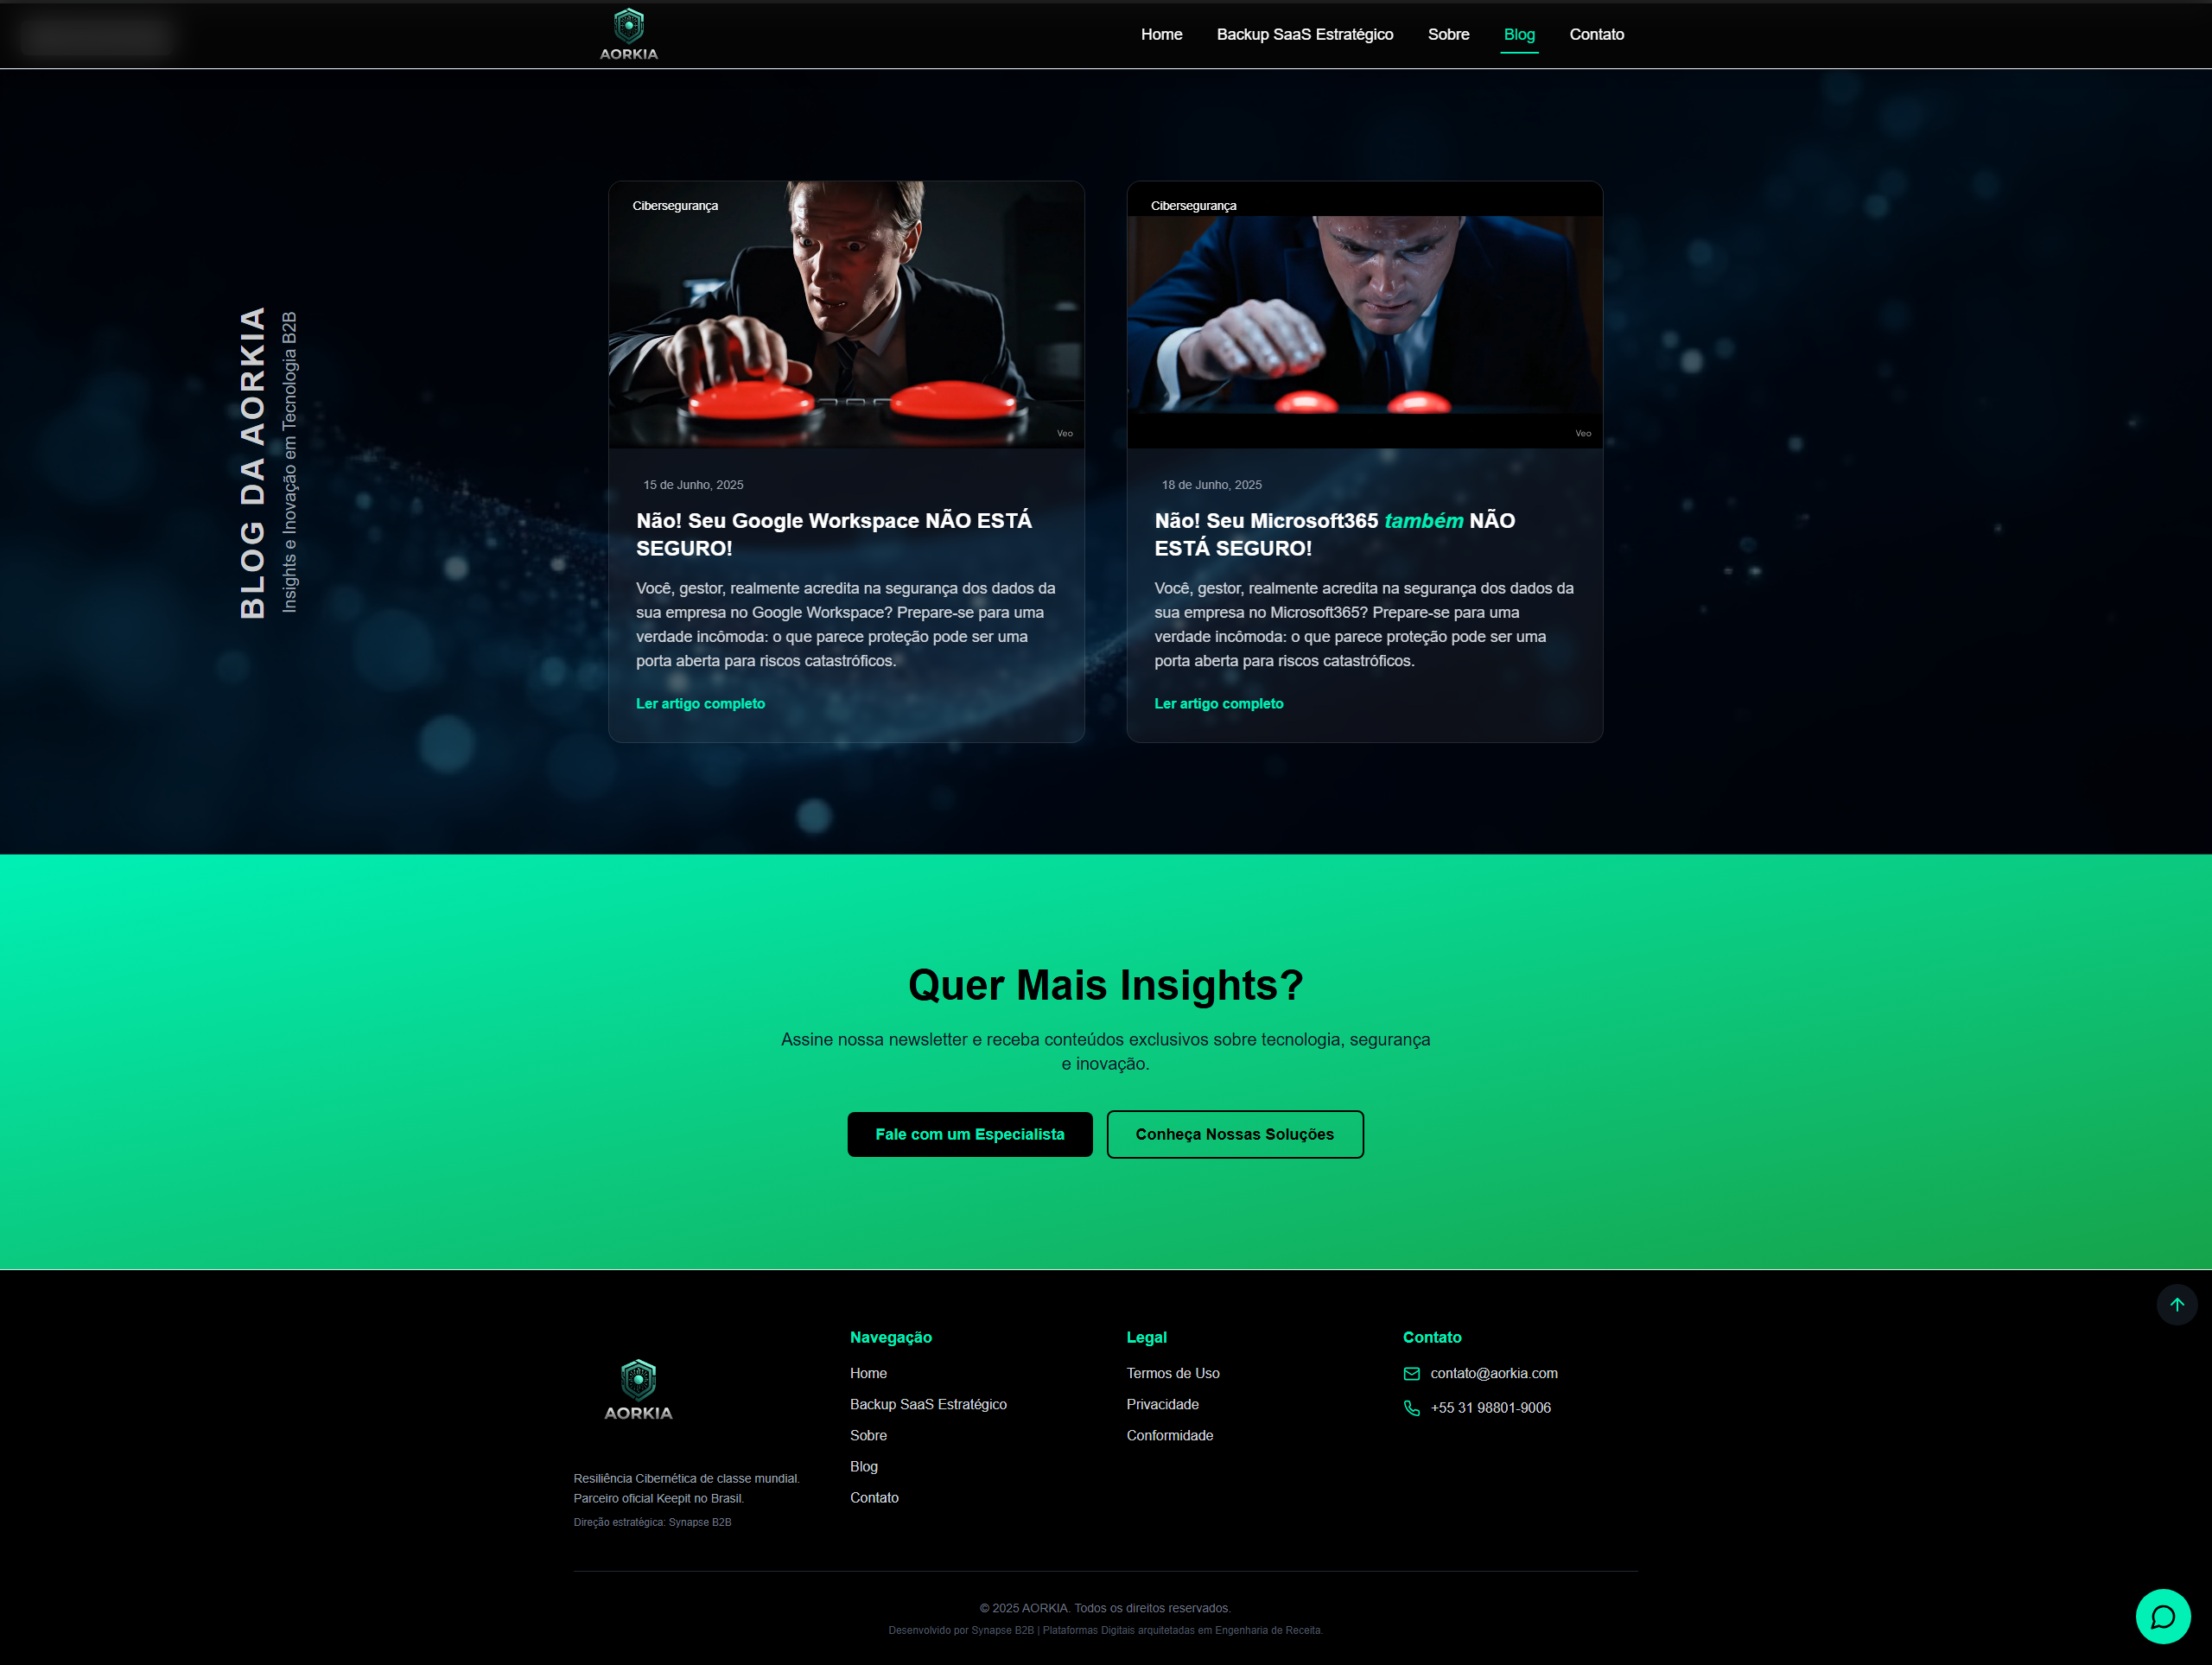 AORKIA
Home
Backup SaaS Estratégico
Sobre
Blog
Contato
BLOG DA AORKIA
Insights e Inovação em Tecnologia B2B
Cibersegurança
Veo
15 de Junho, 2025
Não! Seu Google Workspace NÃO ESTÁ
SEGURO!
Você, gestor, realmente acredita na segurança dos dados da
sua empresa no Google Workspace? Prepare-se para uma
verdade incômoda: o que parece proteção pode ser uma
porta aberta para riscos catastróficos.
Ler artigo completo
Cibersegurança
Veo
18 de Junho, 2025
Não! Seu Microsoft365 também NÃO
ESTÁ SEGURO!
Você, gestor, realmente acredita na segurança dos dados da
sua empresa no Microsoft365? Prepare-se para uma
verdade incômoda: o que parece proteção pode ser uma
porta aberta para riscos catastróficos.
Ler artigo completo
Quer Mais Insights?
Assine nossa newsletter e receba conteúdos exclusivos sobre tecnologia, segurança
e inovação.
Fale com um Especialista
Conheça Nossas Soluções
AORKIA
Resiliência Cibernética de classe mundial.
Parceiro oficial Keepit no Brasil.
Direção estratégica: Synapse B2B
Navegação
Home
Backup SaaS Estratégico
Sobre
Blog
Contato
Legal
Termos de Uso
Privacidade
Conformidade
Contato
contato@aorkia.com
+55 31 98801-9006
© 2025 AORKIA. Todos os direitos reservados.
Desenvolvido por Synapse B2B | Plataformas Digitais arquitetadas em Engenharia de Receita.